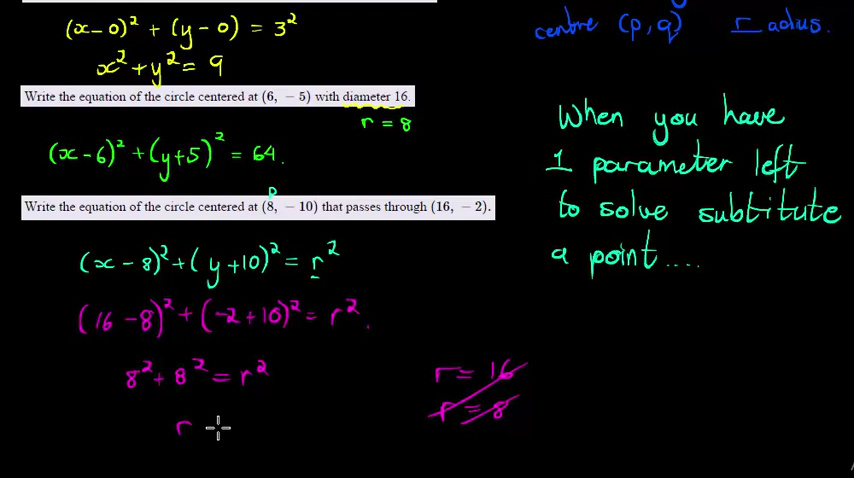 (x-0)² + (y-0) = 3²
x² + y² = 9
Write the equation of the circle centered at (6, −5) with diameter 16.
r = 8
(x-6)² + (y+5)² = 64.
Write the equation of the circle centered at (8, −10) that passes through (16, −2).
(x-8)² + (y+10)² = r²
(16-8)² + (-2+10)² = r².
8² + 8² = r²
r
r = 16
r = 8
centre (p, q) radius.
When you have
1 parameter left
to solve subtitute
a point....